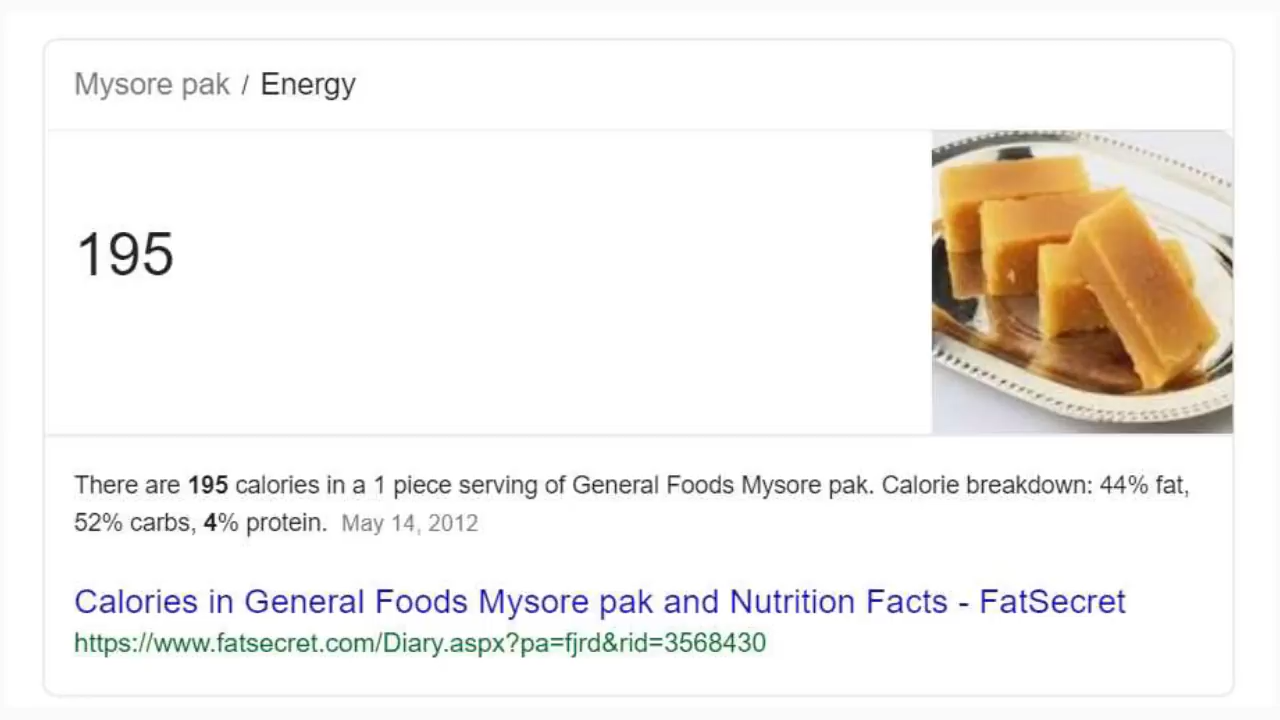 Mysore pak / Energy
195
There are 195 calories in a 1 piece serving of General Foods Mysore pak. Calorie breakdown: 44% fat,
52% carbs, 4% protein. May 14, 2012
Calories in General Foods Mysore pak and Nutrition Facts - FatSecret
https://www.fatsecret.com/Diary.aspx?pa=fjrd&rid=3568430